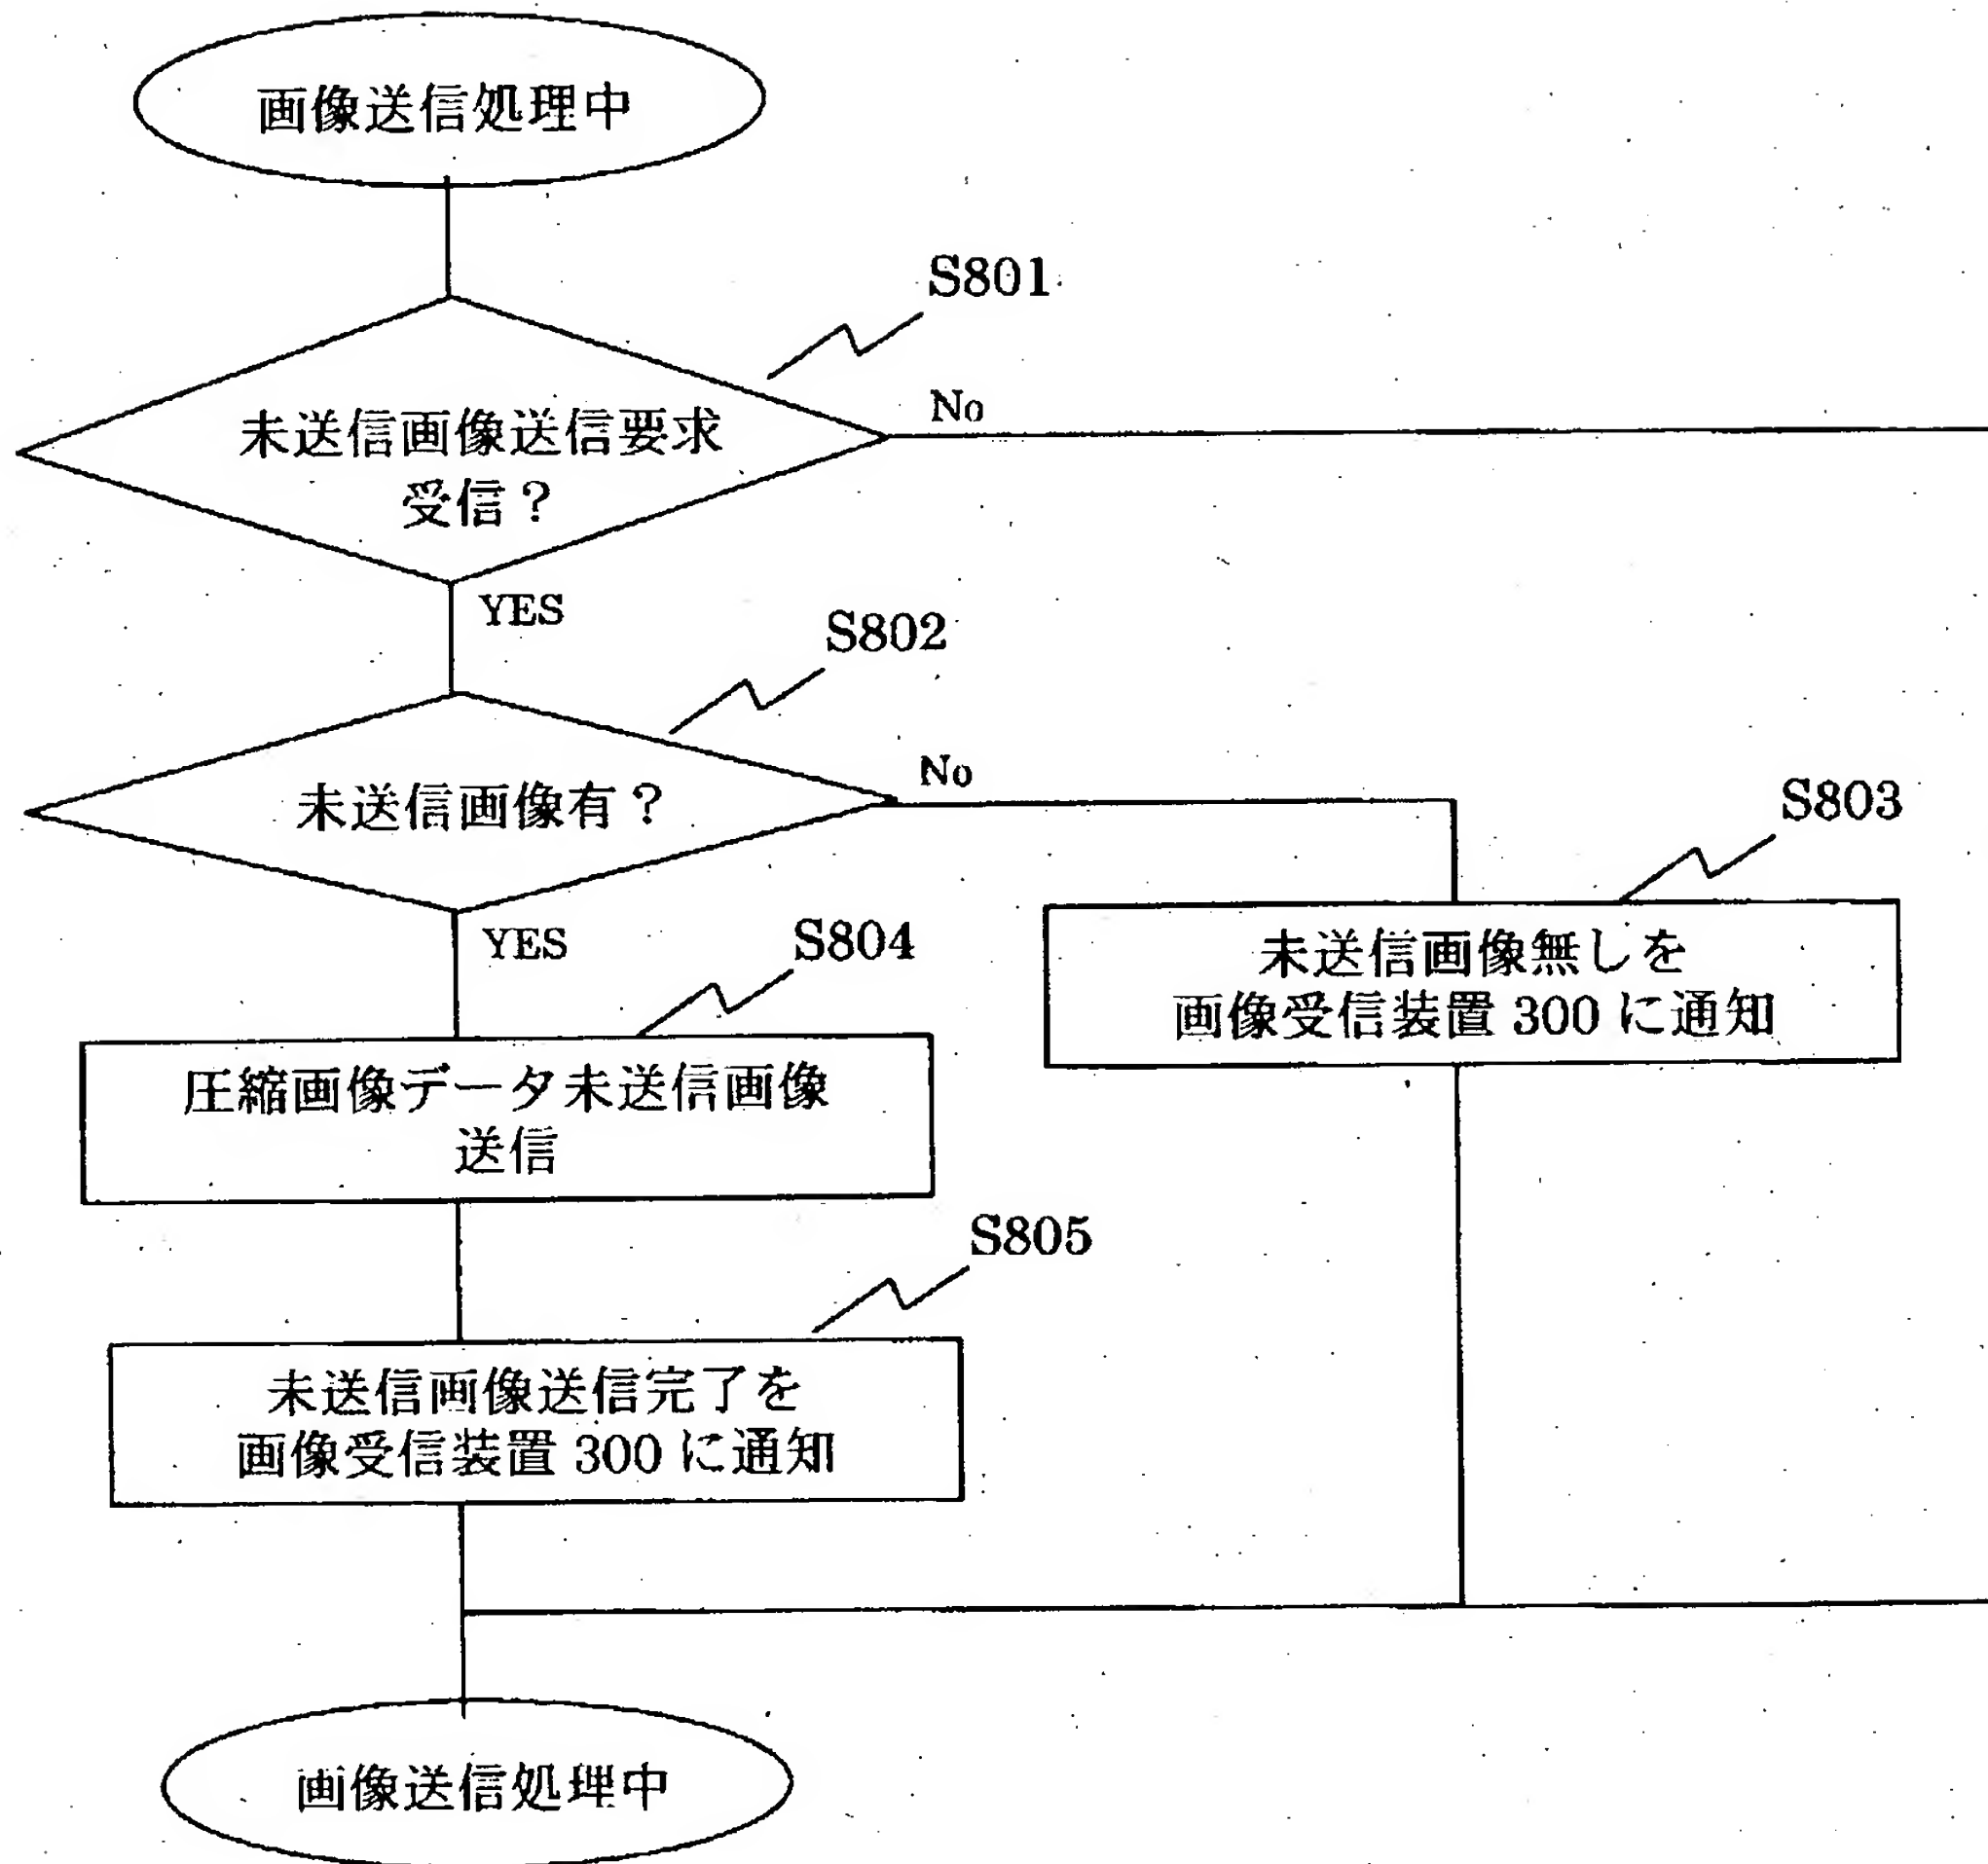 画像送信処理中
S801
未送信画像送信要求
受信？
No
YES
S802
未送信画像有？
No
S803
未送信画像無しを
画像受信装置 300 に通知
YES
S804
圧縮画像データ未送信画像
送信
S805
未送信画像送信完了を
画像受信装置 300 に通知
画像送信処理中